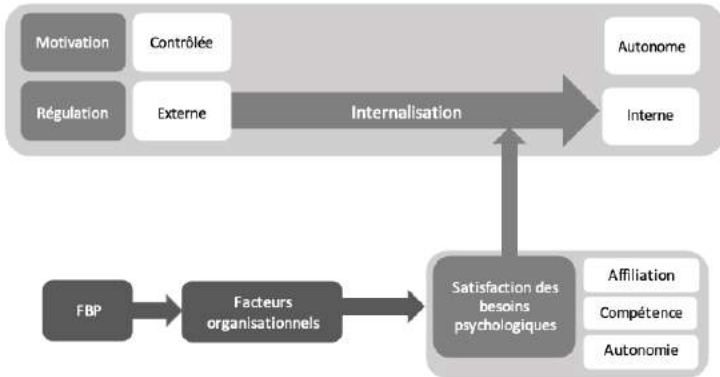 Motivation
Contrôlée
Autonome
Régulation
Externe
Internalisation
Interne
FBP
Facteurs
organisationnels
Satisfaction des
besoins
psychologiques
Affiliation
Compétence
Autonomie